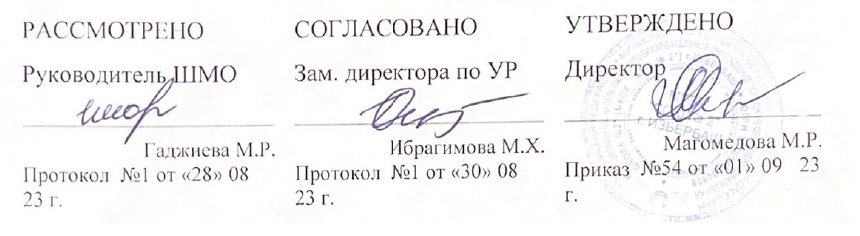 РАССМОТРЕНО
Руководитель ШМО
Гаджиева М.Р.
Протокол №1 от «28» 08
23 г.
СОГЛАСОВАНО
Зам. директора по УР
Ибрагимова М.Х.
Протокол №1 от «30» 08
23 г.
УТВЕРЖДЕНО
Директор
Г.ИЗБЕРБАШ
Магомедова М.Р.
Приказ №54 от «01» 09 23
г.